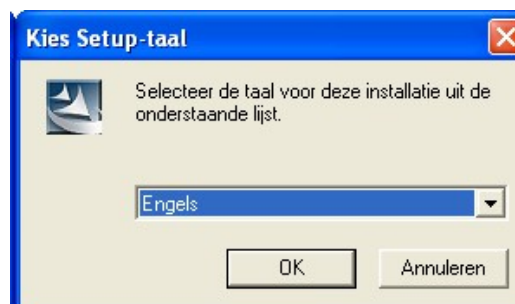 Kies Setup-taal
Selecteer de taal voor deze installatie uit de
onderstaande lijst.
Engels
OK
Annuleren